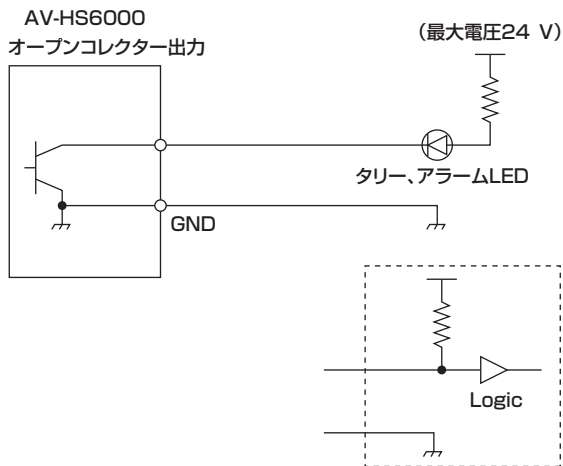 AV-HS6000
オープンコレクター出力
（最大電圧24 V）
タリー、アラームLED
GND
Logic